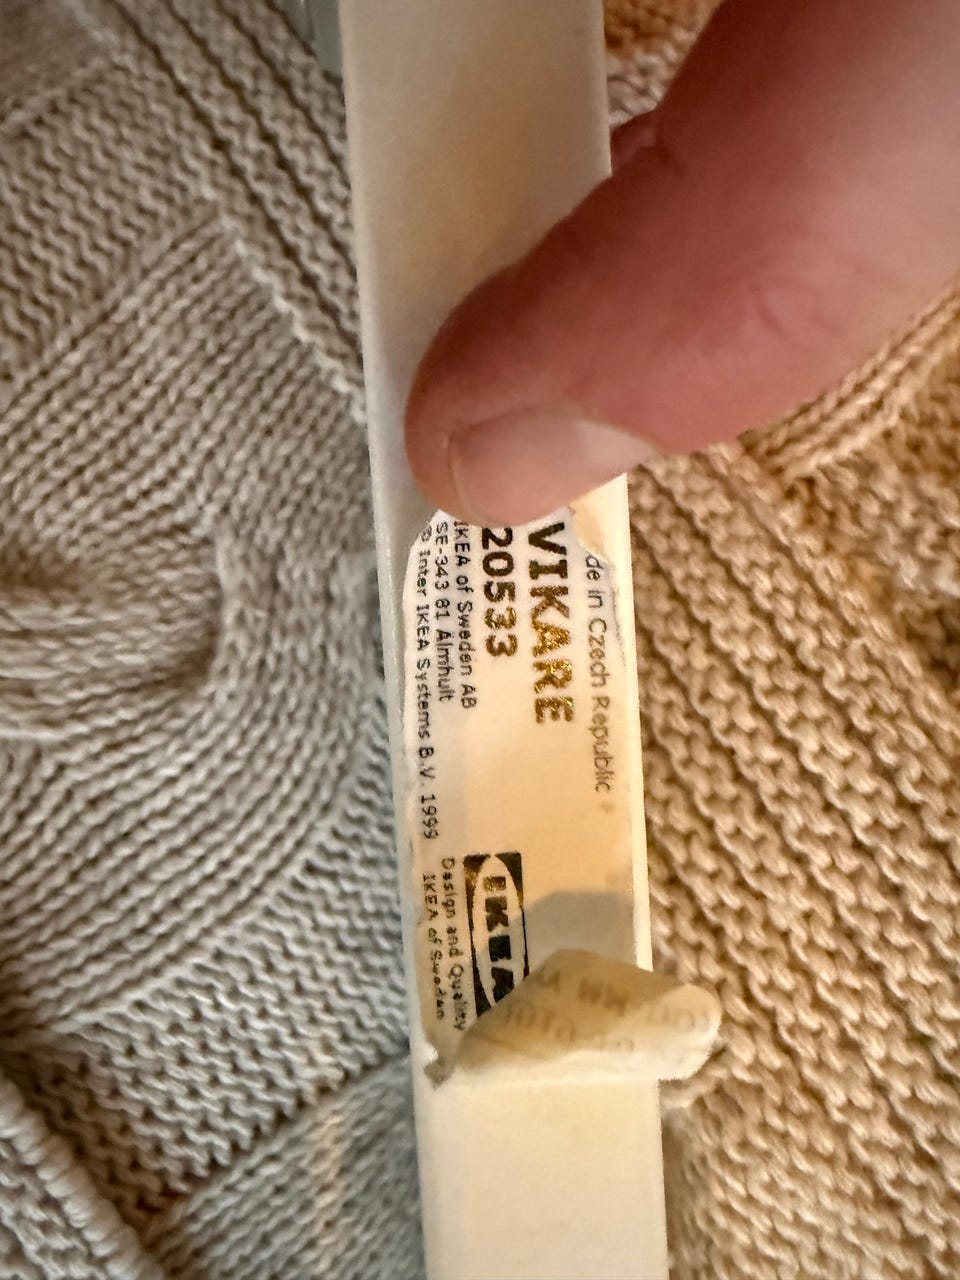 de in Czech Republic
VIKARE
20533
IKEA of Sweden AB
SE-343 81 Älmhult
© Inter IKEA Systems B.V. 1999
IKEA
Design and Quality
IKEA of Sweden